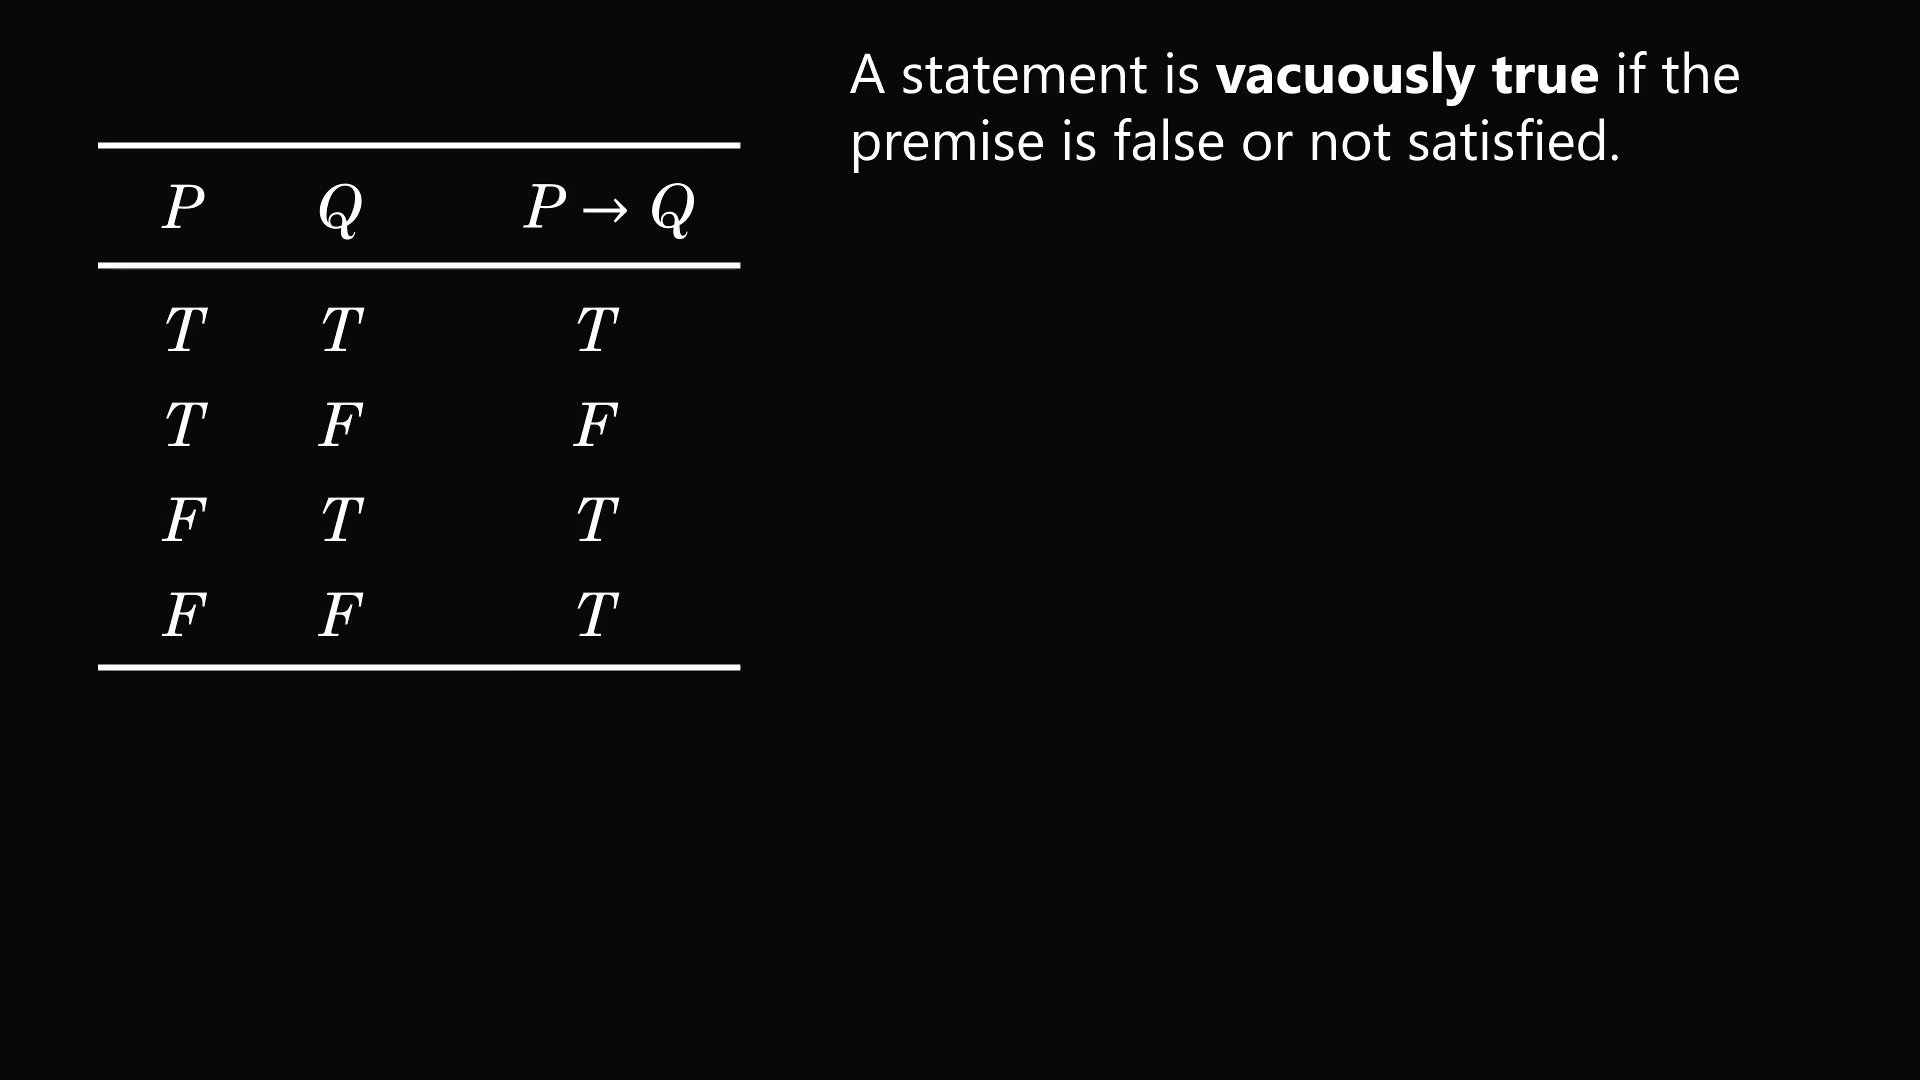 A statement is vacuously true if the
premise is false or not satisfied.
P Q P → Q
T T T
T F F
F T T
F F T